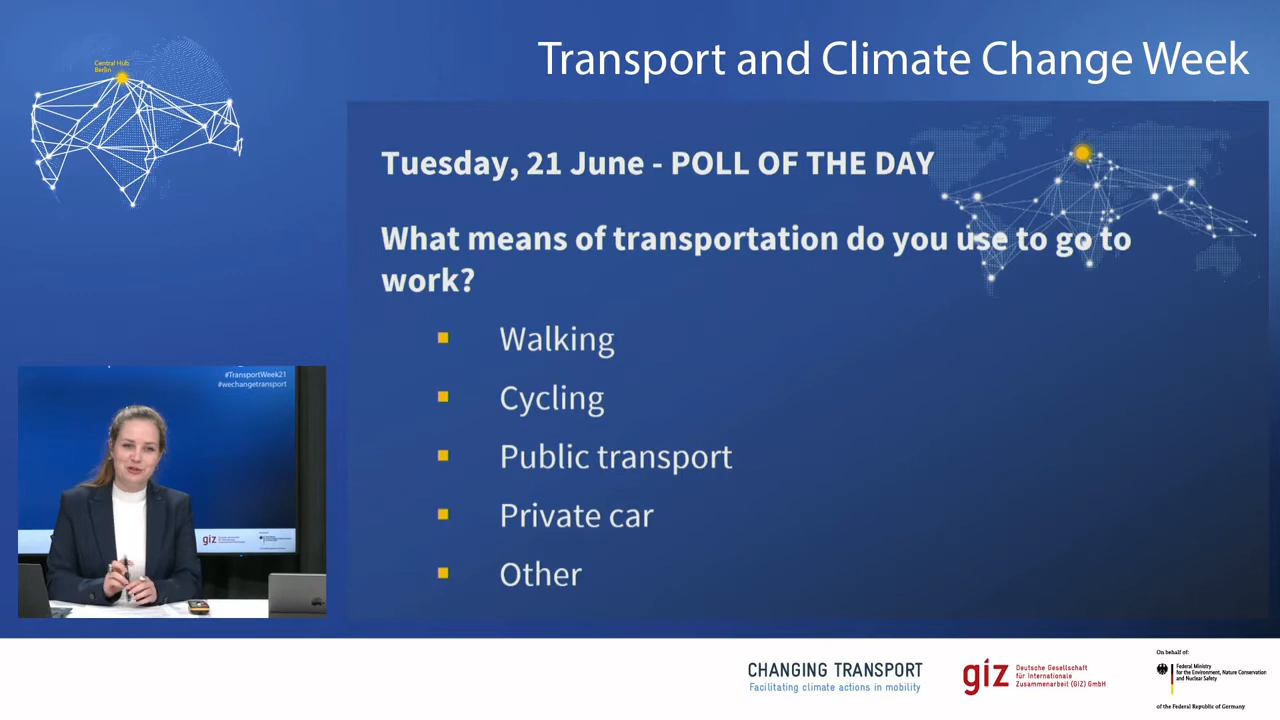 Central Hub
Berlin
Transport and Climate Change Week
Tuesday, 21 June - POLL OF THE DAY
What means of transportation do you use to go to
work?
Walking
Cycling
Public transport
Private car
Other
#TransportWeek21
#wechangetransport
giz
CHANGING TRANSPORT
Facilitating climate actions in mobility
giz
Deutsche Gesellschaft
für Internationale
Zusammenarbeit (GIZ) GmbH
On behalf of:
Federal Ministry
for the Environment, Nature Conservation
and Nuclear Safety
of the Federal Republic of Germany